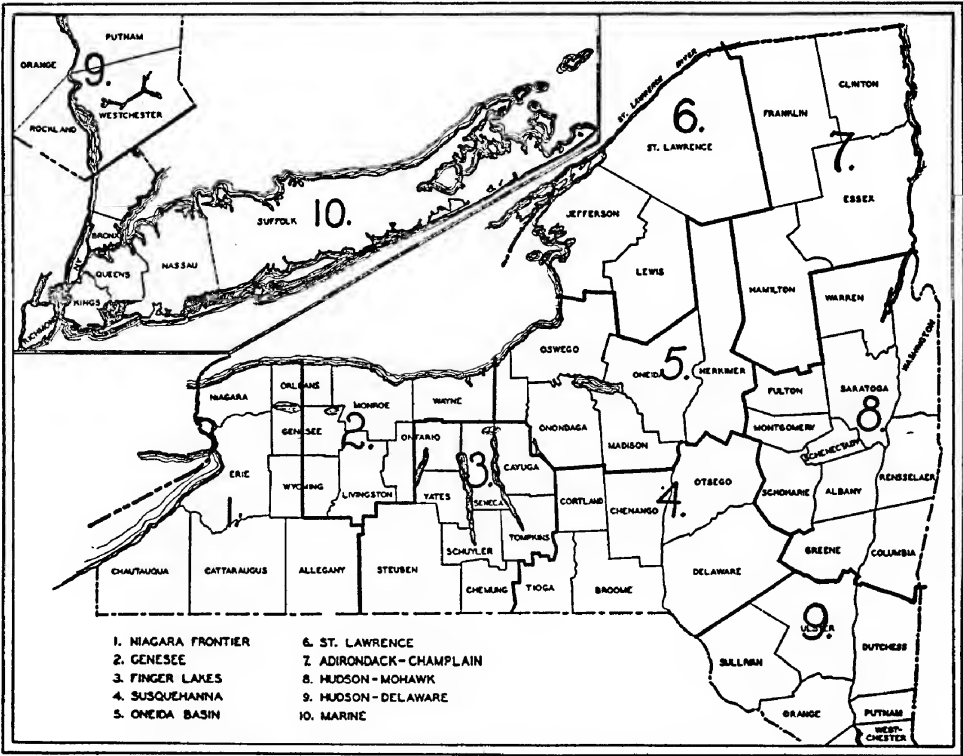 PUTNAM
ORANGE
9.
WESTCHESTER
ROCKLAND
SUFFOLK
10.
BRONX
NASSAU
QUEENS
N.Y.
KINGS
RICHMOND
ST. LAWRENCE RIVER
6.
ST. LAWRENCE
FRANKLIN
CLINTON
7.
ESSEX
JEFFERSON
LEWIS
HAMILTON
WARREN
WASHINGTON
OSWEGO
ONEIDA
5.
HERKIMER
FULTON
SARATOGA
8.
MONTGOMERY
SCHENECTADY
NIAGARA
ORLEANS
MONROE
WAYNE
GENESEE
2.
ONTARIO
ONONDAGA
MADISON
ERIE
1.
WYOMING
LIVINGSTON
YATES
3.
SENECA
CAYUGA
CORTLAND
CHENANGO
4.
OTSEGO
SCHOHARIE
ALBANY
RENSSELAER
SCHUYLER
TOMPKINS
GREENE
COLUMBIA
CHAUTAUQUA
CATTARAUGUS
ALLEGANY
STEUBEN
CHEMUNG
TIOGA
BROOME
DELAWARE
9.
ULSTER
SULLIVAN
DUTCHESS
ORANGE
PUTNAM
WEST-
CHESTER
1. NIAGARA FRONTIER
2. GENESEE
3. FINGER LAKES
4. SUSQUEHANNA
5. ONEIDA BASIN
6. ST. LAWRENCE
7. ADIRONDACK-CHAMPLAIN
8. HUDSON-MOHAWK
9. HUDSON-DELAWARE
10. MARINE